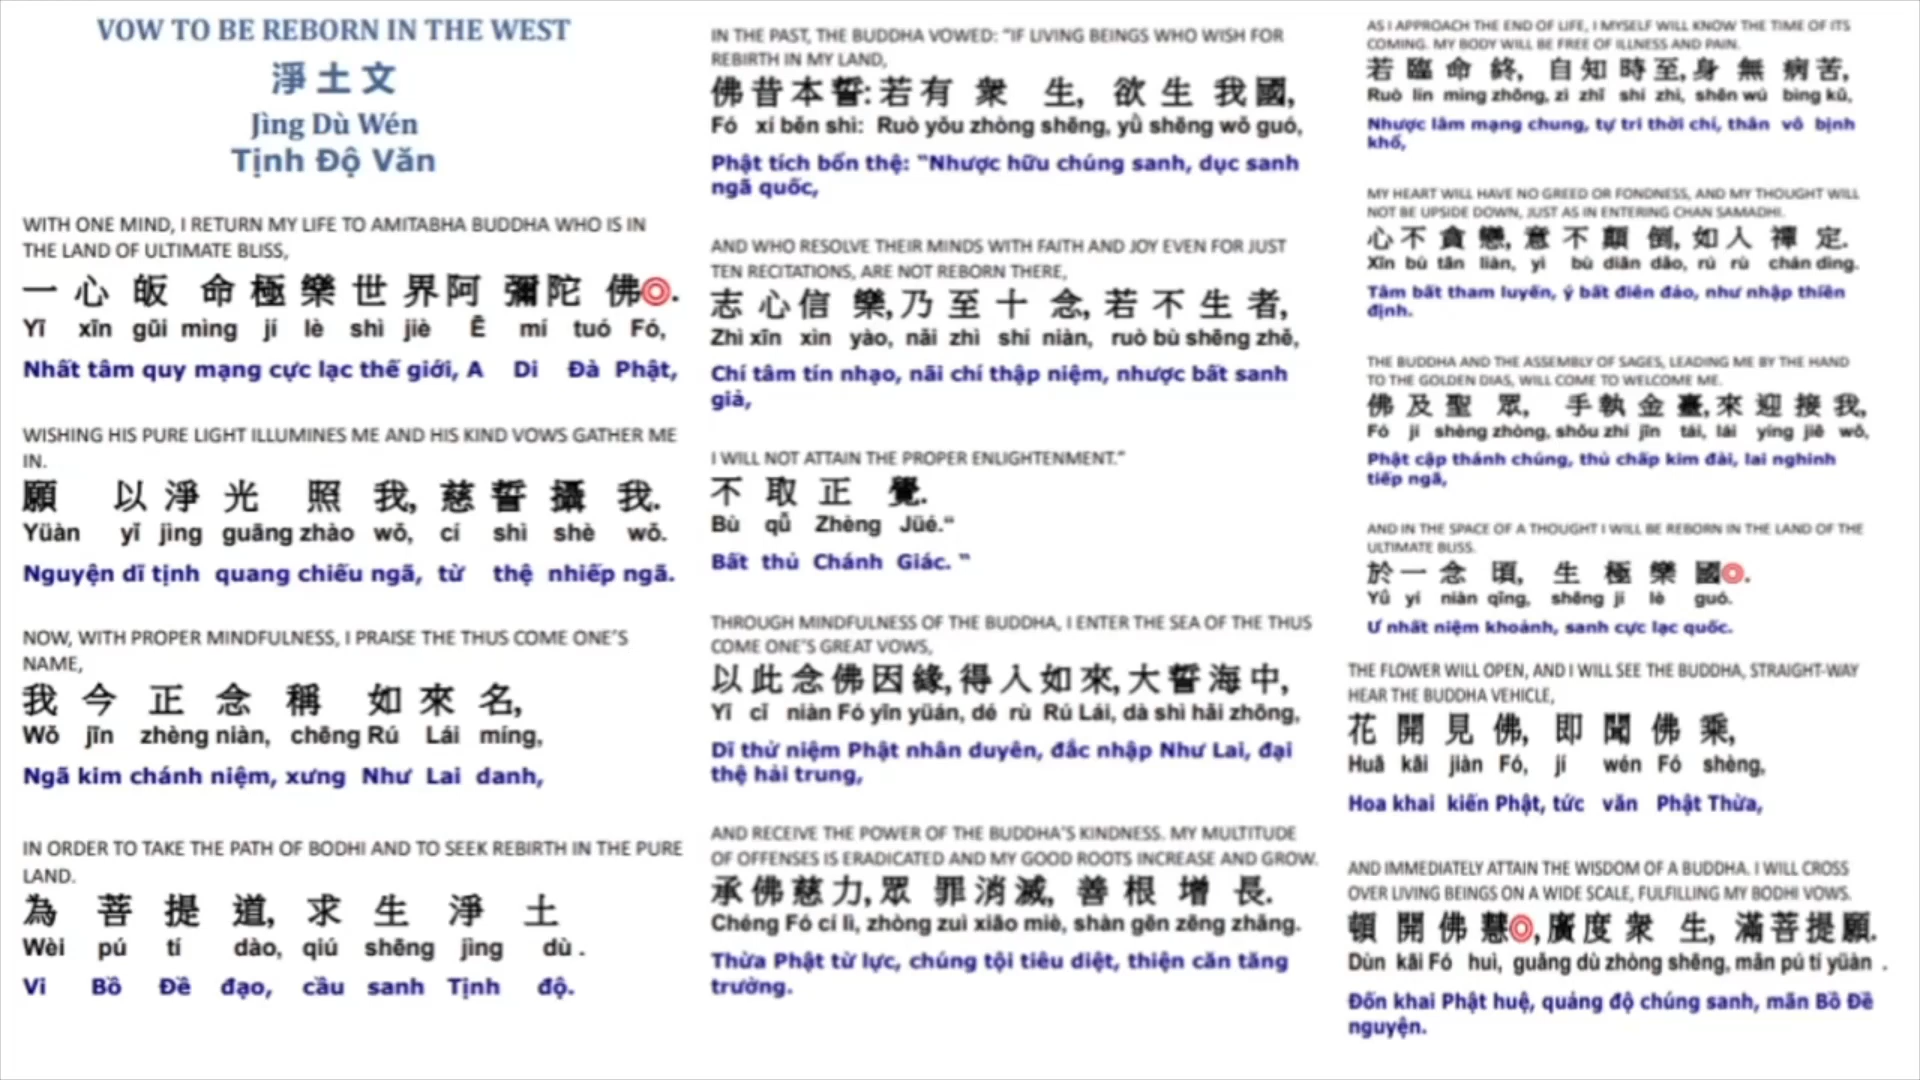 VOW TO BE REBORN IN THE WEST
淨 土 文
Jìng Dù Wén
Tịnh Độ Văn
WITH ONE MIND, I RETURN MY LIFE TO AMITABHA BUDDHA WHO IS IN
THE LAND OF ULTIMATE BLISS,
一 心 皈 命 極 樂 世 界 阿 彌 陀 佛◎.
Yī xīn gūi mìng jí lè shì jiè Ē mí tuó Fó,
Nhất tâm quy mạng cực lạc thế giới, A Di Đà Phật,
WISHING HIS PURE LIGHT ILLUMINES ME AND HIS KIND VOWS GATHER ME
IN.
願 以 淨 光 照 我, 慈 誓 攝 我.
Yüàn yǐ jìng guāng zhào wǒ, cí shì shè wǒ.
Nguyện dĩ tịnh quang chiếu ngã, từ thệ nhiếp ngã.
NOW, WITH PROPER MINDFULNESS, I PRAISE THE THUS COME ONE'S
NAME,
我 今 正 念 稱 如 來 名,
Wǒ jīn zhèng niàn, chēng Rú Lái míng,
Ngã kim chánh niệm, xưng Như Lai danh,
IN ORDER TO TAKE THE PATH OF BODHI AND TO SEEK REBIRTH IN THE PURE
LAND.
為 菩 提 道, 求 生 淨 土
Wèi pú tí dào, qiú shēng jìng dù .
Vi Bồ Đề đạo, cầu sanh Tịnh độ.
IN THE PAST, THE BUDDHA VOWED: "IF LIVING BEINGS WHO WISH FOR
REBIRTH IN MY LAND,
佛 昔 本 誓: 若 有 衆 生, 欲 生 我 國,
Fó xí běn shì: Ruò yǒu zhòng shēng, yǜ shēng wǒ guó,
Phật tích bổn thệ: "Nhược hữu chúng sanh, dục sanh
ngã quốc,
AND WHO RESOLVE THEIR MINDS WITH FAITH AND JOY EVEN FOR JUST
TEN RECITATIONS, ARE NOT REBORN THERE,
志 心 信 樂, 乃 至 十 念, 若 不 生 者,
Zhì xīn xìn yào, nǎi zhì shí niàn, ruò bù shēng zhě,
Chí tâm tín nhạo, nãi chí thập niệm, nhược bất sanh
giả,
I WILL NOT ATTAIN THE PROPER ENLIGHTENMENT."
不 取 正 覺.
Bù qǚ Zhèng Jüé."
Bất thủ Chánh Giác. "
THROUGH MINDFULNESS OF THE BUDDHA, I ENTER THE SEA OF THE THUS
COME ONE'S GREAT VOWS,
以 此 念 佛 因 緣, 得 入 如 來, 大 誓 海 中,
Yǐ cǐ niàn Fó yīn yüán, dé rù Rú Lái, dà shì hǎi zhōng,
Dĩ thử niệm Phật nhân duyên, đắc nhập Như Lai, đại
thệ hải trung,
AND RECEIVE THE POWER OF THE BUDDHA'S KINDNESS. MY MULTITUDE
OF OFFENSES IS ERADICATED AND MY GOOD ROOTS INCREASE AND GROW.
承 佛 慈 力, 眾 罪 消 滅, 善 根 增 長.
Chéng Fó cí lì, zhòng zuì xiāo miè, shàn gēn zēng zhǎng.
Thừa Phật từ lực, chúng tội tiêu diệt, thiện căn tăng
trưởng.
AS I APPROACH THE END OF LIFE, I MYSELF WILL KNOW THE TIME OF ITS
COMING. MY BODY WILL BE FREE OF ILLNESS AND PAIN.
若 臨 命 終, 自 知 時 至, 身 無 病 苦,
Ruò lín mìng zhōng, zì zhī shí zhì, shēn wú bìng kǔ,
Nhược lâm mạng chung, tự tri thời chí, thân vô bịnh
khổ,
MY HEART WILL HAVE NO GREED OR FONDNESS, AND MY THOUGHT WILL
NOT BE UPSIDE DOWN, JUST AS IN ENTERING CHAN SAMADHI.
心 不 貪 戀, 意 不 顛 倒, 如 入 禪 定.
Xīn bù tān liàn, yì bù diān dǎo, rú rù chán dìng.
Tâm bất tham luyến, ý bất điên đảo, như nhập thiền
định.
THE BUDDHA AND THE ASSEMBLY OF SAGES, LEADING ME BY THE HAND
TO THE GOLDEN DIAS, WILL COME TO WELCOME ME.
佛 及 聖 眾, 手 執 金 臺, 來 迎 接 我,
Fó jí shèng zhòng, shǒu zhí jīn tái, lái yíng jiē wǒ,
Phật cập thánh chúng, thủ chấp kim đài, lai nghinh
tiếp ngã,
AND IN THE SPACE OF A THOUGHT I WILL BE REBORN IN THE LAND OF THE
ULTIMATE BLISS.
於 一 念 頃, 生 極 樂 國◎.
Yǘ yí niàn qǐng, shēng jí lè guó.
Ư nhất niệm khoảnh, sanh cực lạc quốc.
THE FLOWER WILL OPEN, AND I WILL SEE THE BUDDHA, STRAIGHT-WAY
HEAR THE BUDDHA VEHICLE,
花 開 見 佛, 即 聞 佛 乘,
Huā kāi jiàn Fó, jí wén Fó shèng,
Hoa khai kiến Phật, tức văn Phật Thừa,
AND IMMEDIATELY ATTAIN THE WISDOM OF A BUDDHA. I WILL CROSS
OVER LIVING BEINGS ON A WIDE SCALE, FULFILLING MY BODHI VOWS.
頓 開 佛 慧◎, 廣 度 衆 生, 滿 菩 提 願.
Dùn kāi Fó huì, guǎng dù zhòng shēng, mǎn pú tí yüàn .
Đốn khai Phật huệ, quảng độ chúng sanh, mãn Bồ Đề
nguyện.